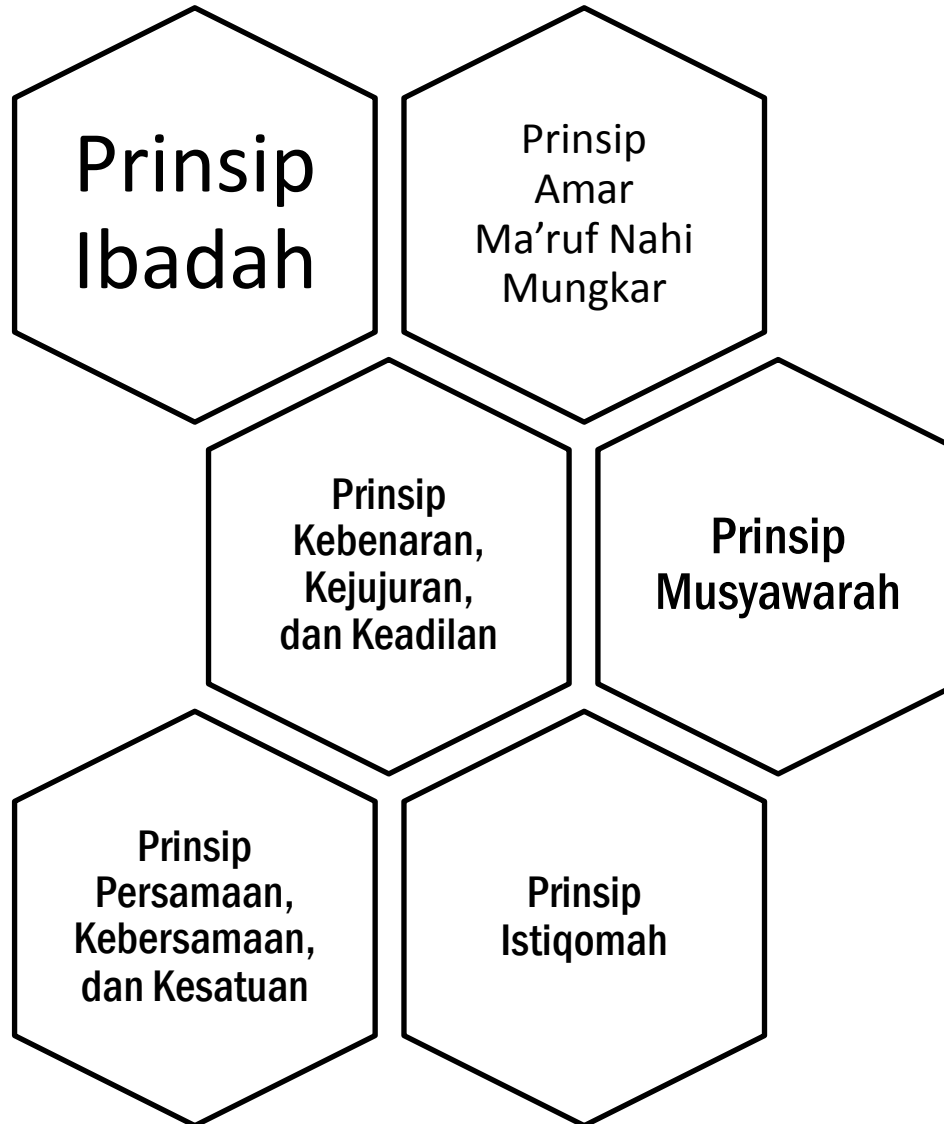 Prinsip
Ibadah
Prinsip
Amar
Ma’ruf Nahi
Mungkar
Prinsip
Kebenaran,
Kejujuran,
dan Keadilan
Prinsip
Musyawarah
Prinsip
Persamaan,
Kebersamaan,
dan Kesatuan
Prinsip
Istiqomah